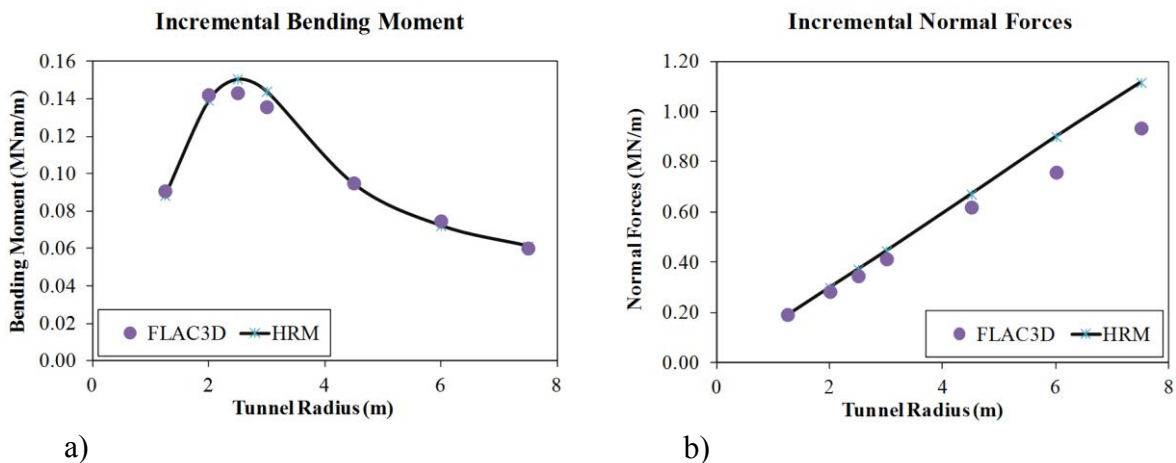 Incremental Bending Moment
Bending Moment (MNm/m)
0.16
0.14
0.12
0.10
0.08
0.06
0.04
0.02
0.00
FLAC3D HRM
0 2 4 6 8
Tunnel Radius (m)
a)
Incremental Normal Forces
Normal Forces (MN/m)
1.20
1.00
0.80
0.60
0.40
0.20
0.00
FLAC3D HRM
0 2 4 6 8
Tunnel Radius (m)
b)